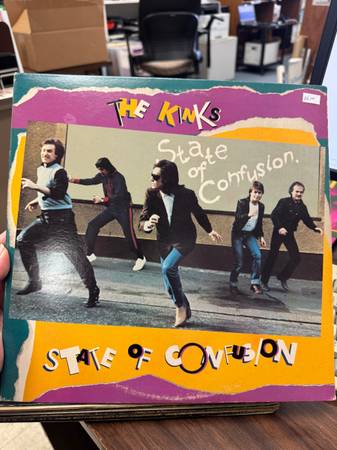 THE KINKS
State
of
Confusion.
STATE OF CONFUSION